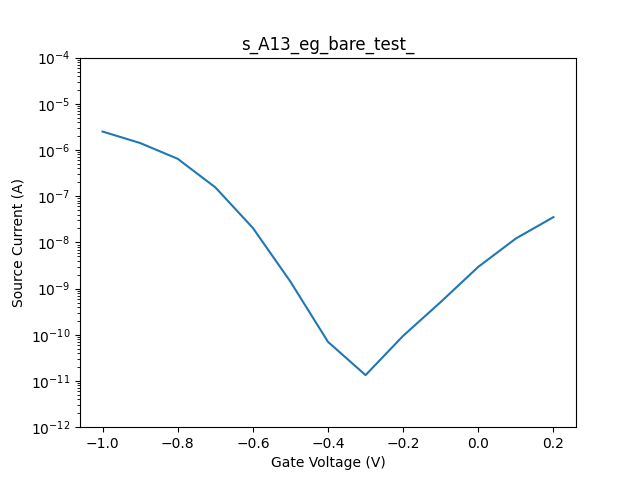 s_A13_eg_bare_test_
10⁻⁴
10⁻⁵
10⁻⁶
10⁻⁷
10⁻⁸
10⁻⁹
10⁻¹⁰
10⁻¹¹
10⁻¹²
Source Current (A)
−1.0 −0.8 −0.6 −0.4 −0.2 0.0 0.2
Gate Voltage (V)